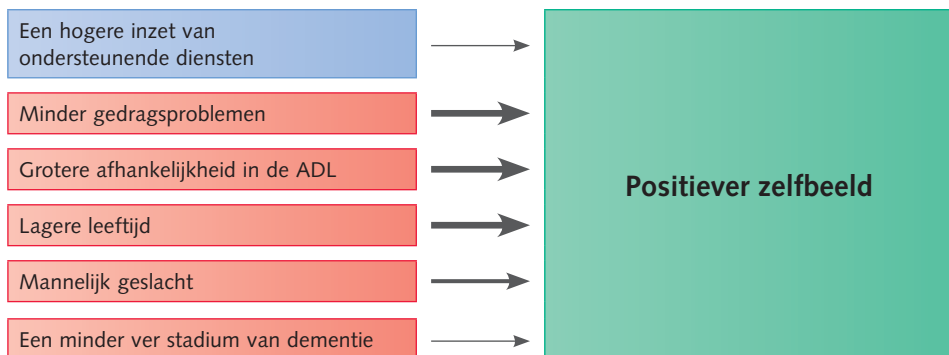 Een hogere inzet van
ondersteunende diensten
Minder gedragsproblemen
Grotere afhankelijkheid in de ADL
Lagere leeftijd
Mannelijk geslacht
Een minder ver stadium van dementie
Positiever zelfbeeld